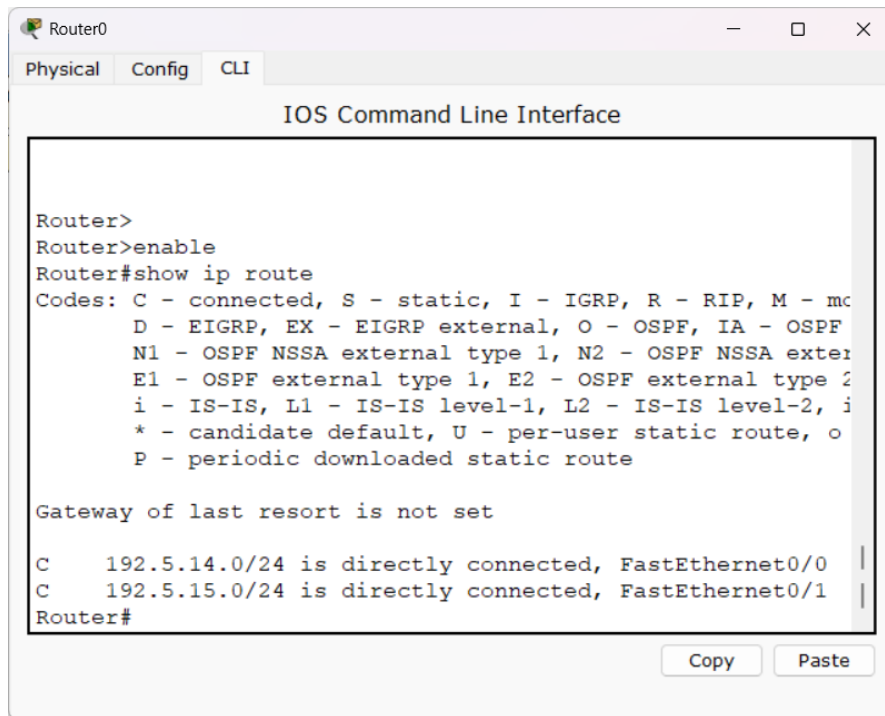 Router0
Physical Config CLI
IOS Command Line Interface
Router>
Router>enable
Router#show ip route
Codes: C - connected, S - static, I - IGRP, R - RIP, M -
D - EIGRP, EX - EIGRP external, O - OSPF, IA - OSPF
N1 - OSPF NSSA external type 1, N2 - OSPF NSSA
E1 - OSPF external type 1, E2 - OSPF external type 2
i - IS-IS, L1 - IS-IS level-1, L2 - IS-IS level-2, i
* - candidate default, U - per-user static route, o
P - periodic downloaded static route
Gateway of last resort is not set
C 192.5.14.0/24 is directly connected, FastEthernet0/0
C 192.5.15.0/24 is directly connected, FastEthernet0/1
Router#
Copy Paste